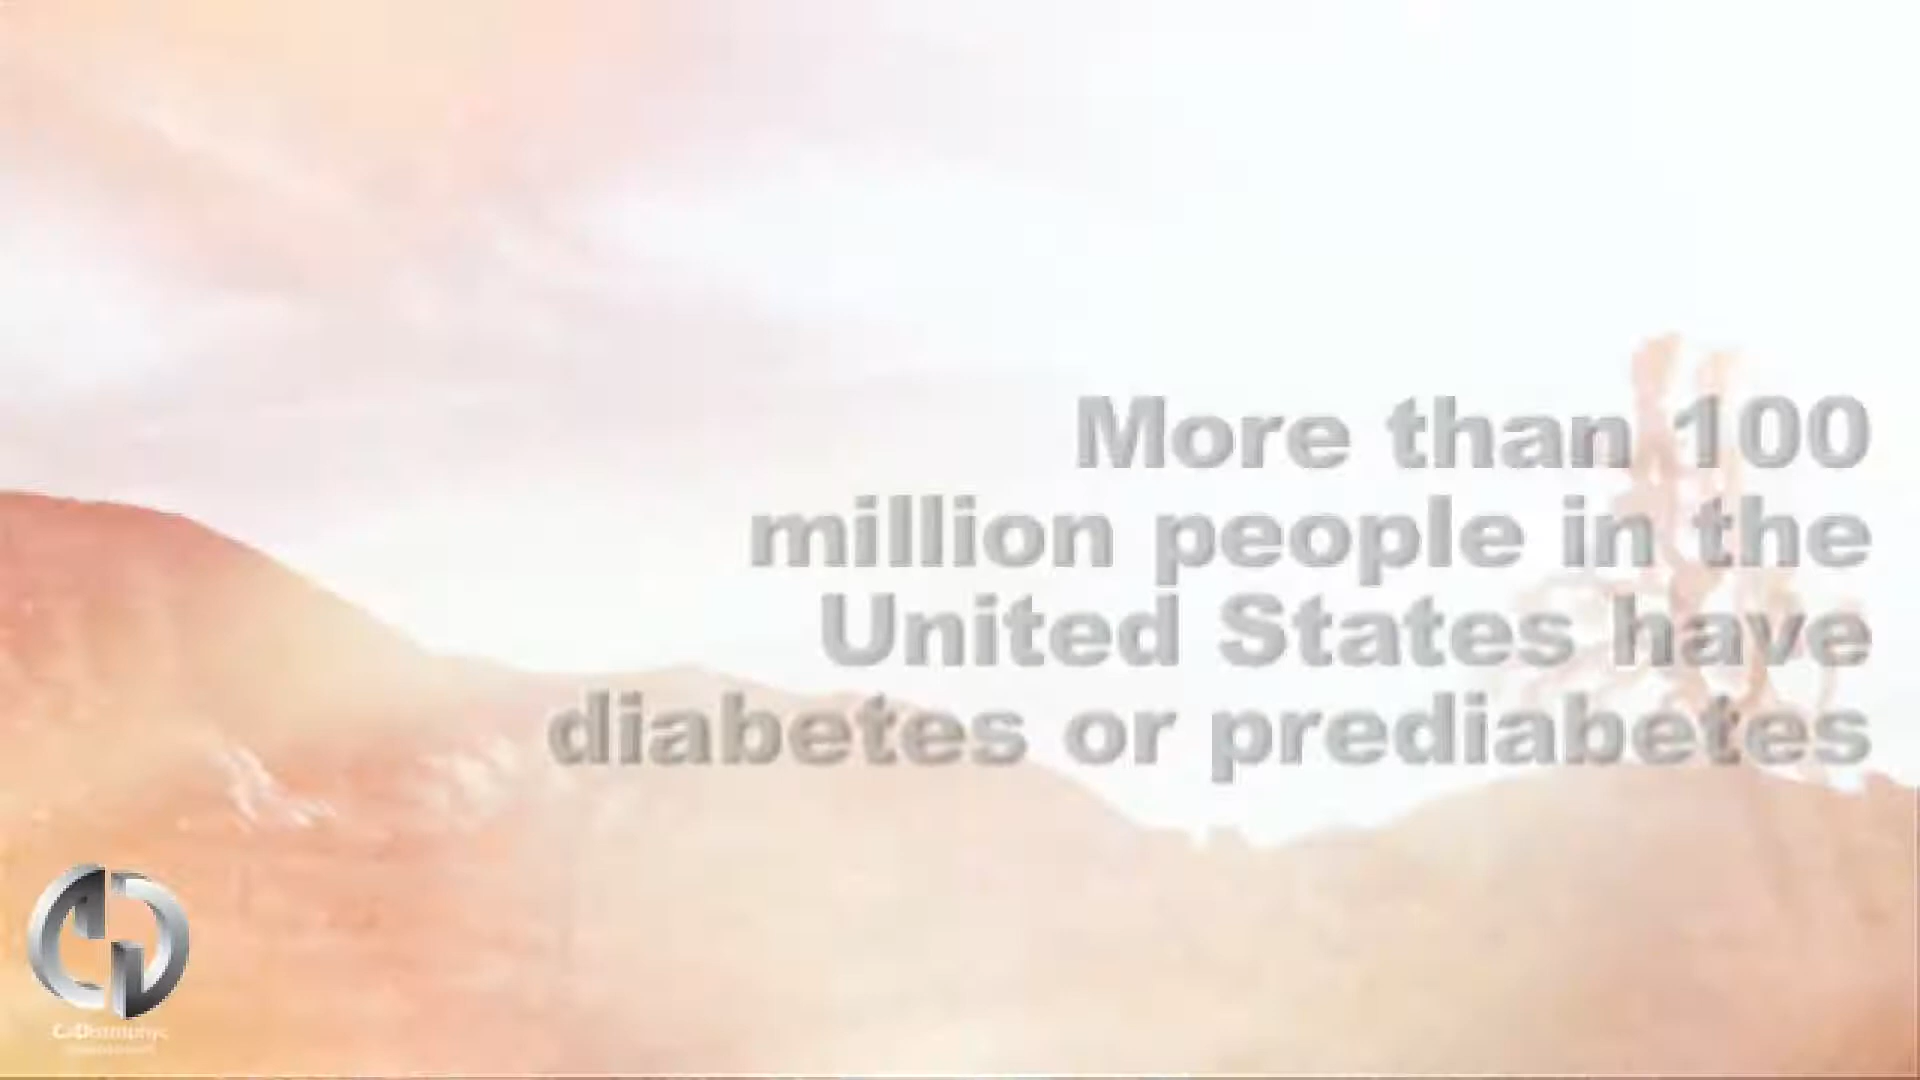 More than 100
million people in the
United States have
diabetes or prediabetes